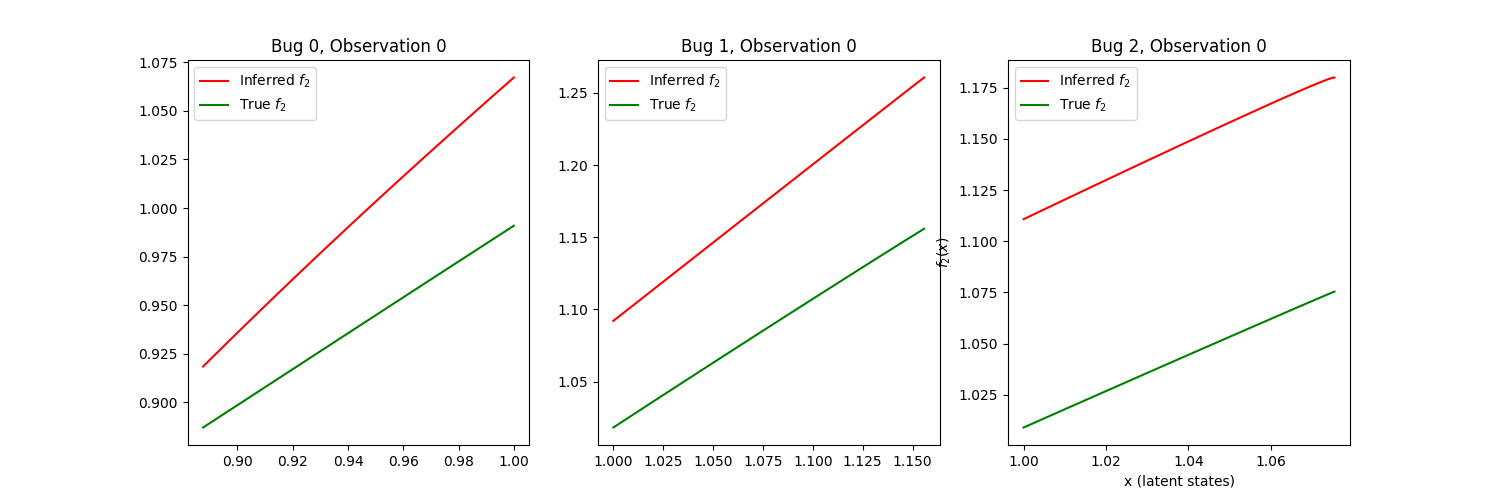 Bug 0, Observation 0
Inferred f₂
True f₂
1.075
1.050
1.025
1.000
0.975
0.950
0.925
0.900
0.90 0.92 0.94 0.96 0.98 1.00
Bug 1, Observation 0
Inferred f₂
True f₂
1.25
1.20
1.15
1.10
1.05
1.000 1.025 1.050 1.075 1.100 1.125 1.150
Bug 2, Observation 0
Inferred f₂
True f₂
f₂(x)
1.175
1.150
1.125
1.100
1.075
1.050
1.025
1.00 1.02 1.04 1.06
x (latent states)